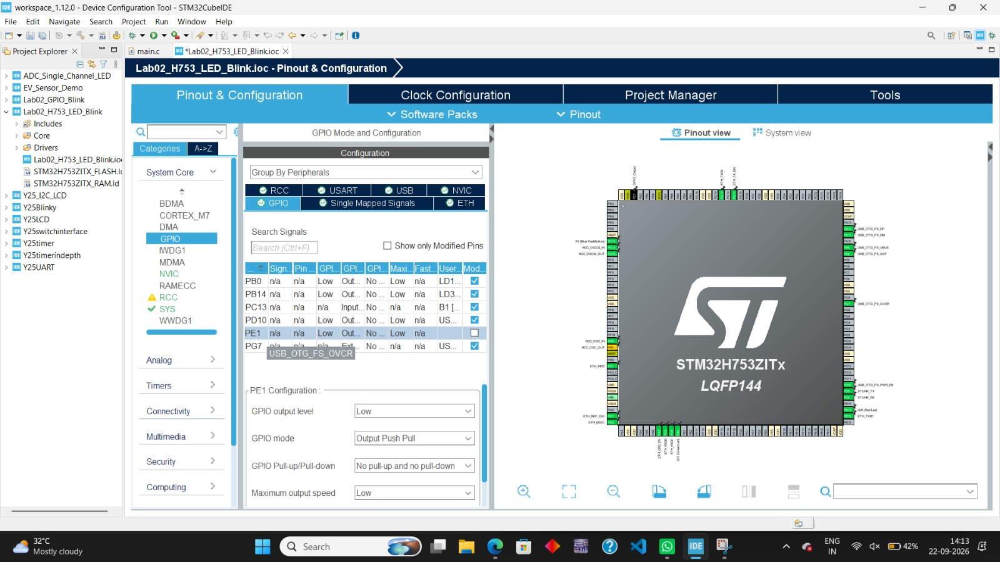 workspace_1.12.0 - Device Configuration Tool - STM32CubeIDE
File Edit Navigate Search Project Run Window Help
Project Explorer
main.c
*Lab02_H753_LED_Blink.ioc
Lab02_H753_LED_Blink.ioc - Pinout & Configuration
Pinout & Configuration
Clock Configuration
Project Manager
Tools
Software Packs
Pinout
ADC_Single_Channel_LED
EV_Sensor_Demo
Lab02_GPIO_Blink
Lab02_H753_LED_Blink
Includes
Core
Drivers
Lab02_H753_LED_Blink.io
STM32H753ZITX_FLASH.l
STM32H753ZITX_RAM.ld
Y25_I2C_LCD
Y25Blinky
Y25LCD
Y25switchinterface
Y25timer
Y25timerindepth
Y25UART
Categories
A->Z
System Core
BDMA
CORTEX_M7
DMA
GPIO
IWDG1
MDMA
NVIC
RAMECC
RCC
SYS
WWDG1
Analog
Timers
Connectivity
Multimedia
Security
Computing
GPIO Mode and Configuration
Configuration
Group By Peripherals
RCC USART USB NVIC
GPIO Single Mapped Signals ETH
Search Signals
Search (Ctrl+F)
Show only Modified Pins
... Sign... Pin ... GPI... GPI... GPI... Maxi... Fast... User... Mod...
PB0 n/a n/a Low Out... No ... Low n/a LD1...
PB14 n/a n/a Low Out... No ... Low n/a LD3...
PC13 n/a n/a n/a Input... No ... n/a n/a B1 [...
PD10 n/a n/a Low Out... No ... Low n/a US...
PE1 n/a n/a Low Out... No ... Low n/a
PG7 n/a n/a n/a Ext... No ... n/a n/a US...
USB_OTG_FS_OVCR
PE1 Configuration :
GPIO output level Low
GPIO mode Output Push Pull
GPIO Pull-up/Pull-down No pull-up and no pull-down
Maximum output speed Low
Pinout view
System view
GPIO_Output
ETH_TXD0
ETH_TX_EN
B1 [Blue PushButton]
RCC_OSC32_IN
RCC_OSC32_OUT
RCC_OSC_IN
RCC_OSC_OUT
ETH_MDC
ETH_REF_CLK
ETH_MDIO
STM32H753ZITx
LQFP144
USB_OTG_FS_DP
USB_OTG_FS_DM
USB_OTG_FS_VBUS
USB_OTG_FS_SOF
USB_OTG_FS_OVCR
USB_OTG_FS_PWR_EN
STLINK_TX
STLINK_RX
LD3 [Red Led]
ETH_TXD1
ETH_CRS_DV
ETH_RXD0
ETH_RXD1
LD1 [Green Led]
32°C
Mostly cloudy
Search
ENG
IN
42%
14:13
22-09-2026